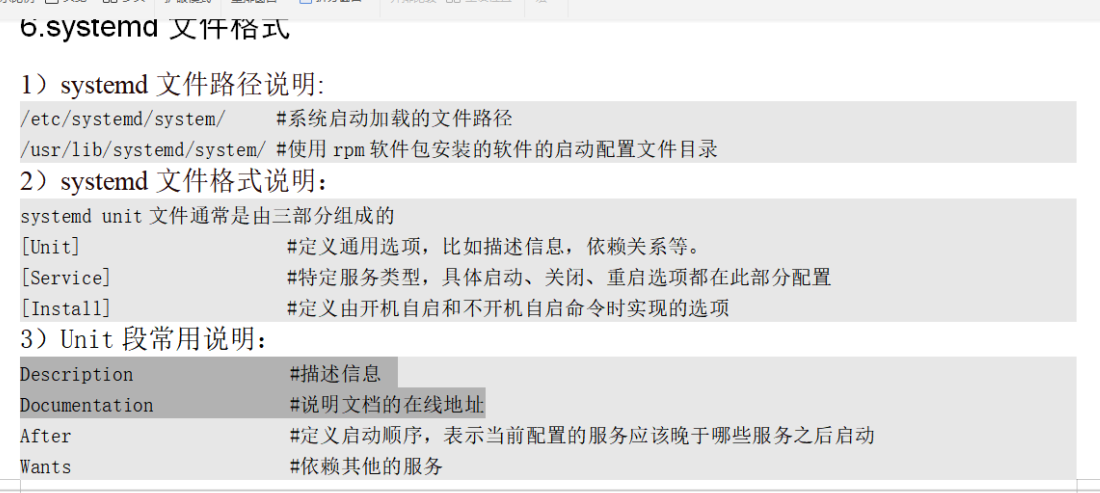 6.systemd 文件格式
1）systemd 文件路径说明:
/etc/systemd/system/ #系统启动加载的文件路径
/usr/lib/systemd/system/ #使用 rpm 软件包安装的软件的启动配置文件目录
2）systemd 文件格式说明：
systemd unit 文件通常是由三部分组成的
[Unit] #定义通用选项，比如描述信息，依赖关系等。
[Service] #特定服务类型，具体启动、关闭、重启选项都在此部分配置
[Install] #定义由开机自启和不开机自启命令时实现的选项
3）Unit 段常用说明：
Description #描述信息
Documentation #说明文档的在线地址
After #定义启动顺序，表示当前配置的服务应该晚于哪些服务之后启动
Wants #依赖其他的服务